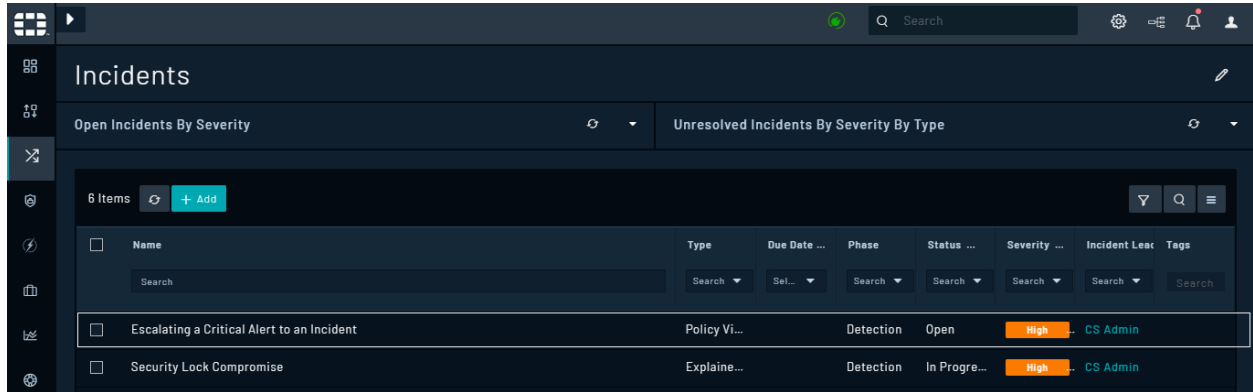 Search
Incidents
Open Incidents By Severity Unresolved Incidents By Severity By Type
6 Items + Add
Name Type Due Date ... Phase Status ... Severity ... Incident Lead Tags
Search Search Sel... Search Search Search Search Search
Escalating a Critical Alert to an Incident Policy Vi... Detection Open High ... CS Admin
Security Lock Compromise Explaine... Detection In Progre... High ... CS Admin